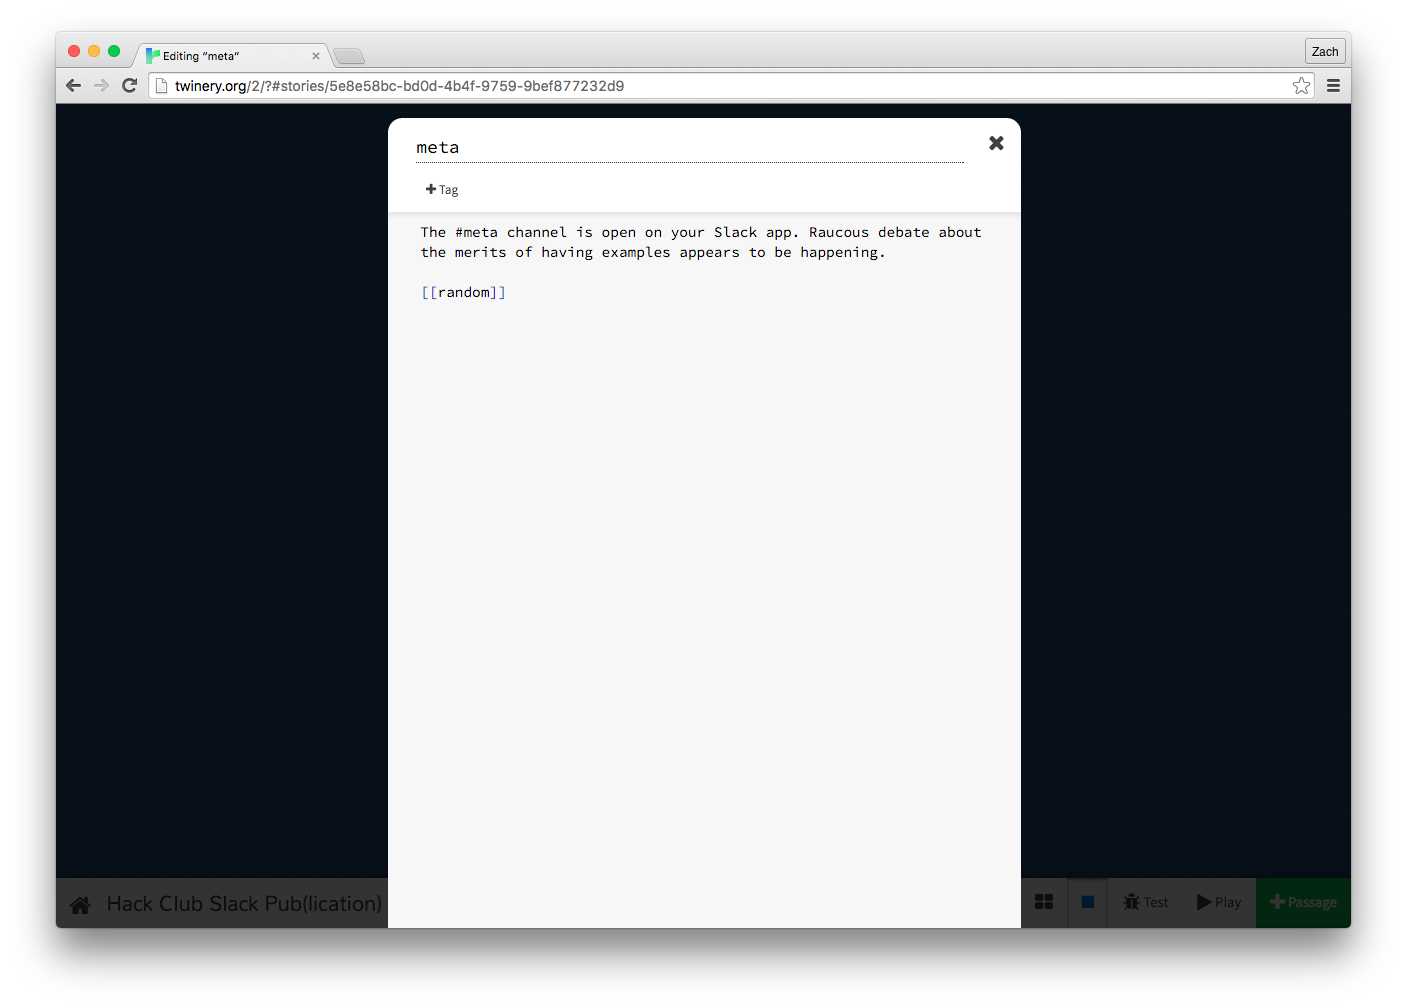 Editing “meta”
Zach
twinery.org/2/?#stories/5e8e58bc-bd0d-4b4f-9759-9bef877232d9
meta
Tag
The #meta channel is open on your Slack app. Raucous debate about
the merits of having examples appears to be happening.
[[random]]
Hack Club Slack Pub(lication)
Test
Play
Passage